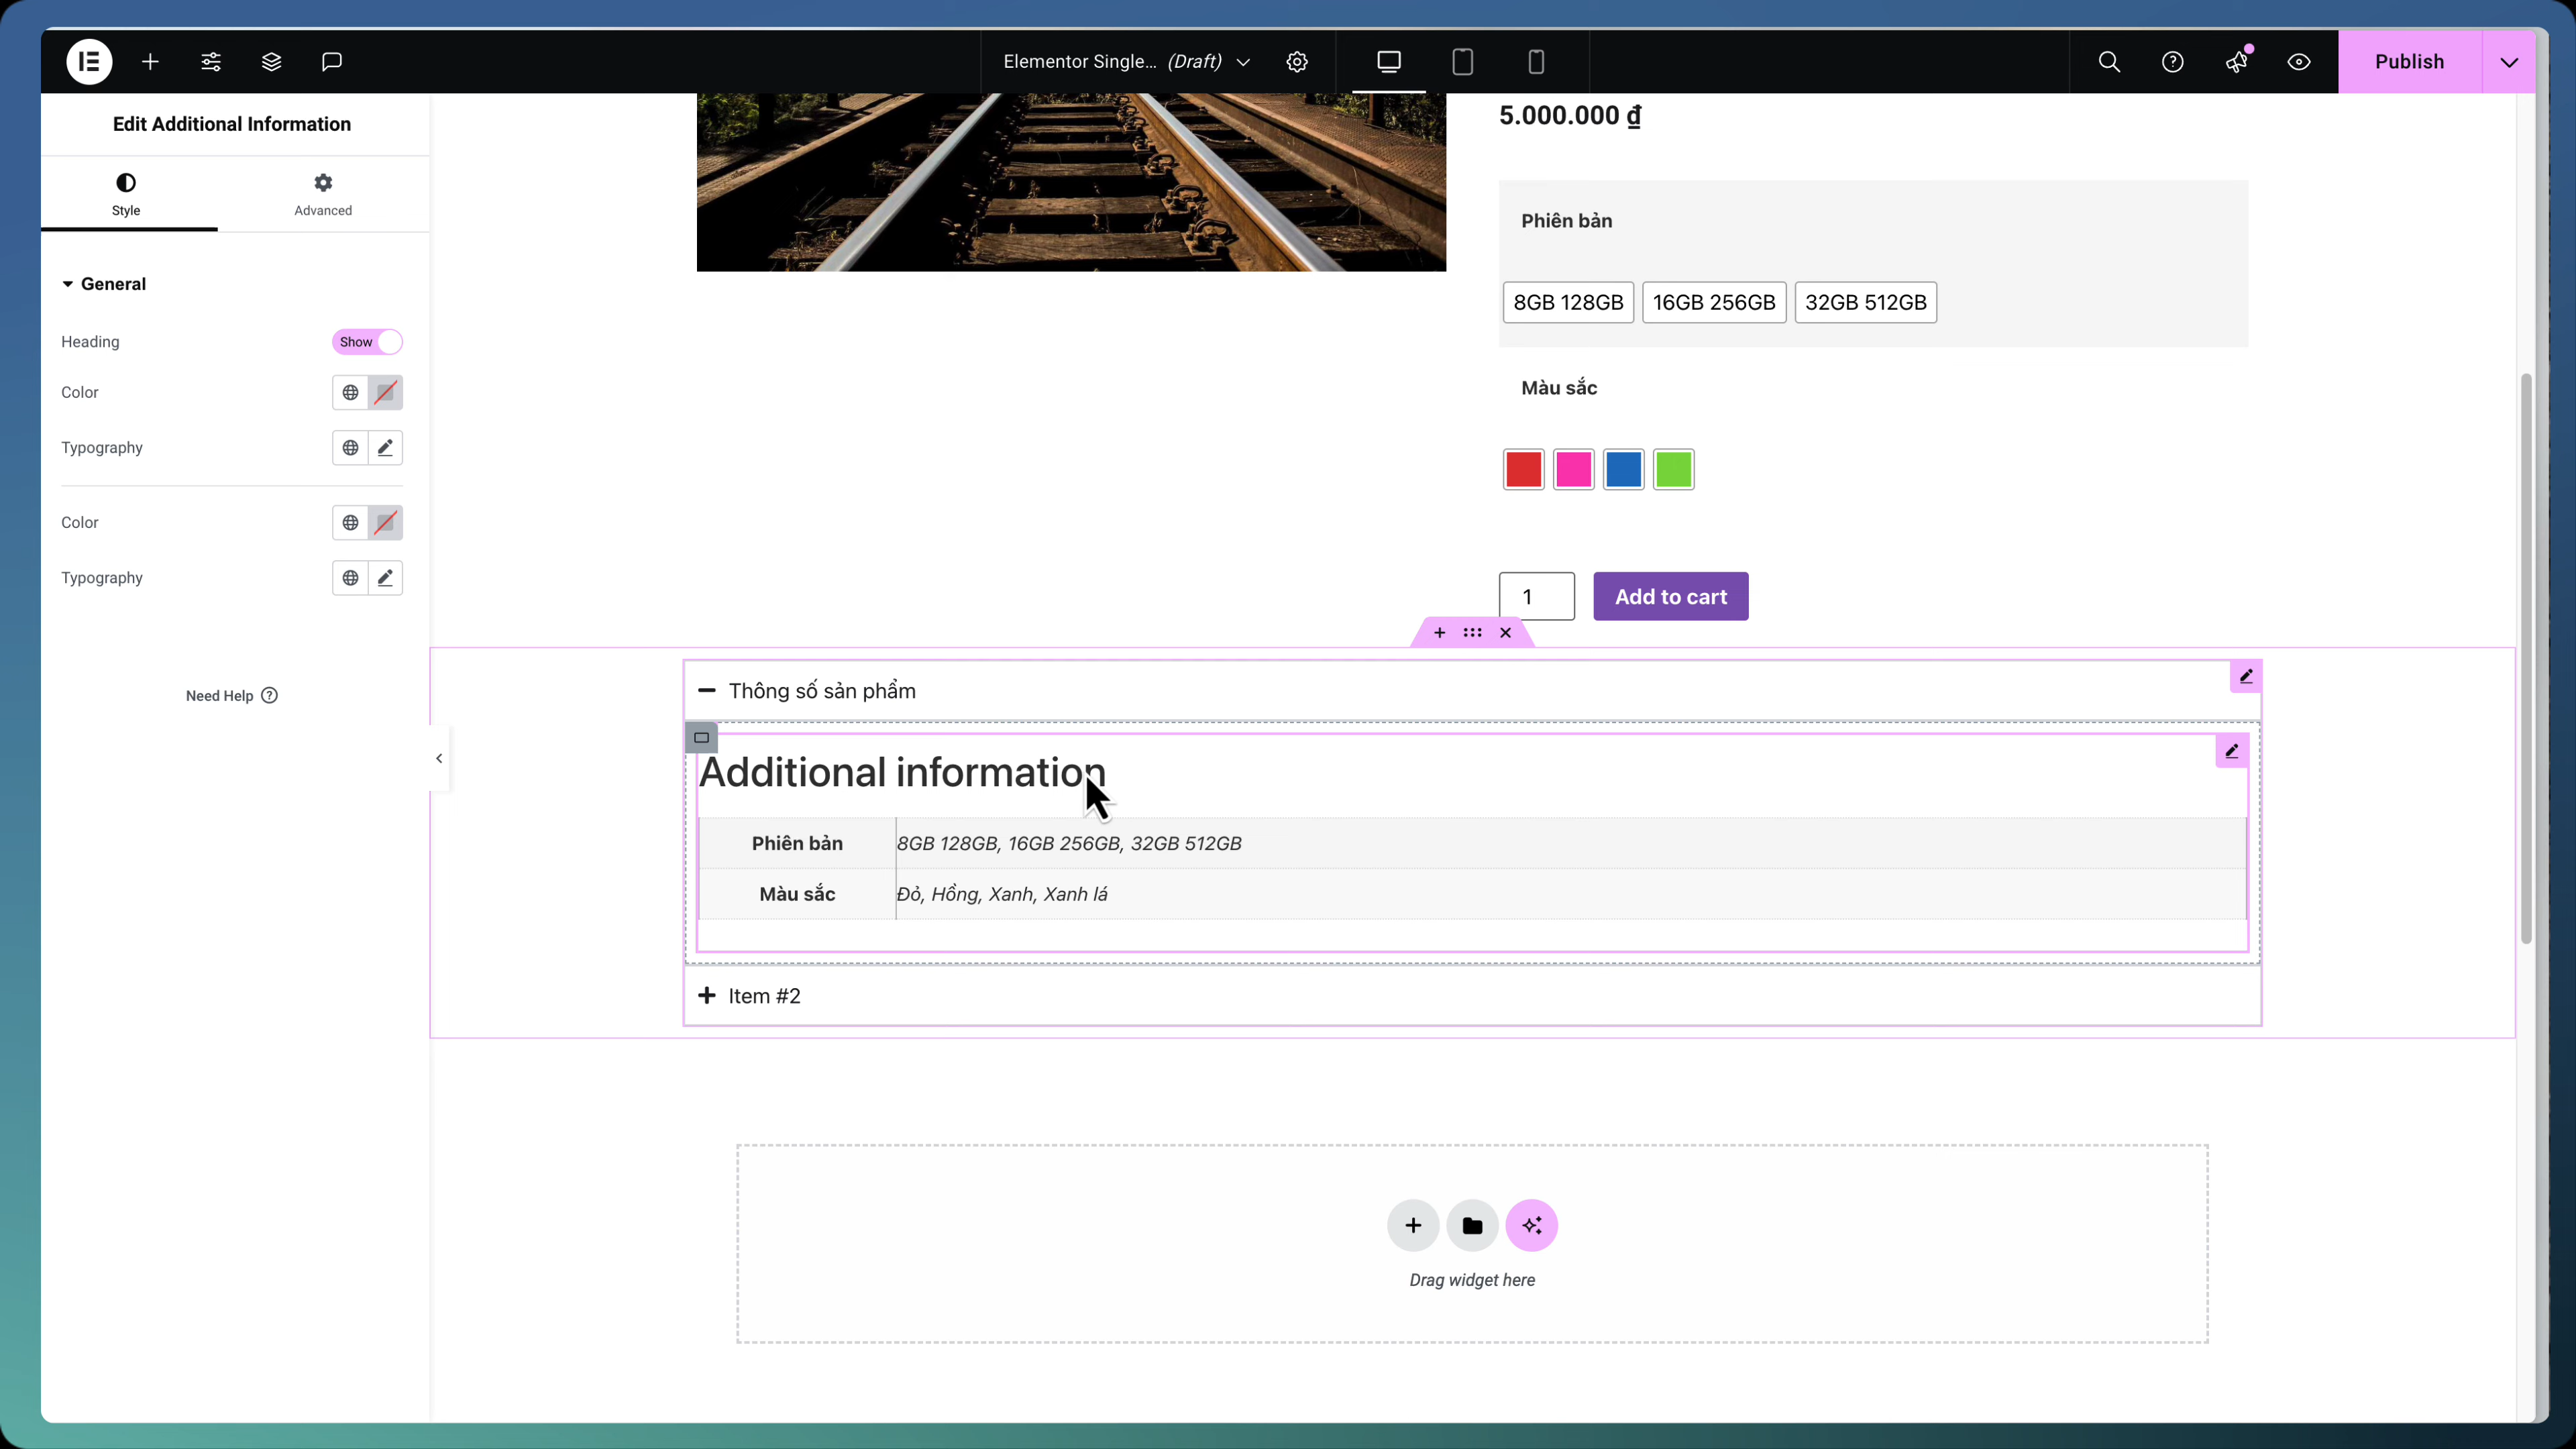 Elementor Single... (Draft)
Publish
Edit Additional Information
Style
Advanced
General
Heading
Show
Color
Typography
Color
Typography
Need Help
5.000.000 ₫
Phiên bản
8GB 128GB
16GB 256GB
32GB 512GB
Màu sắc
1
Add to cart
Thông số sản phẩm
Additional information
Phiên bản
8GB 128GB, 16GB 256GB, 32GB 512GB
Màu sắc
Đỏ, Hồng, Xanh, Xanh lá
Item #2
Drag widget here